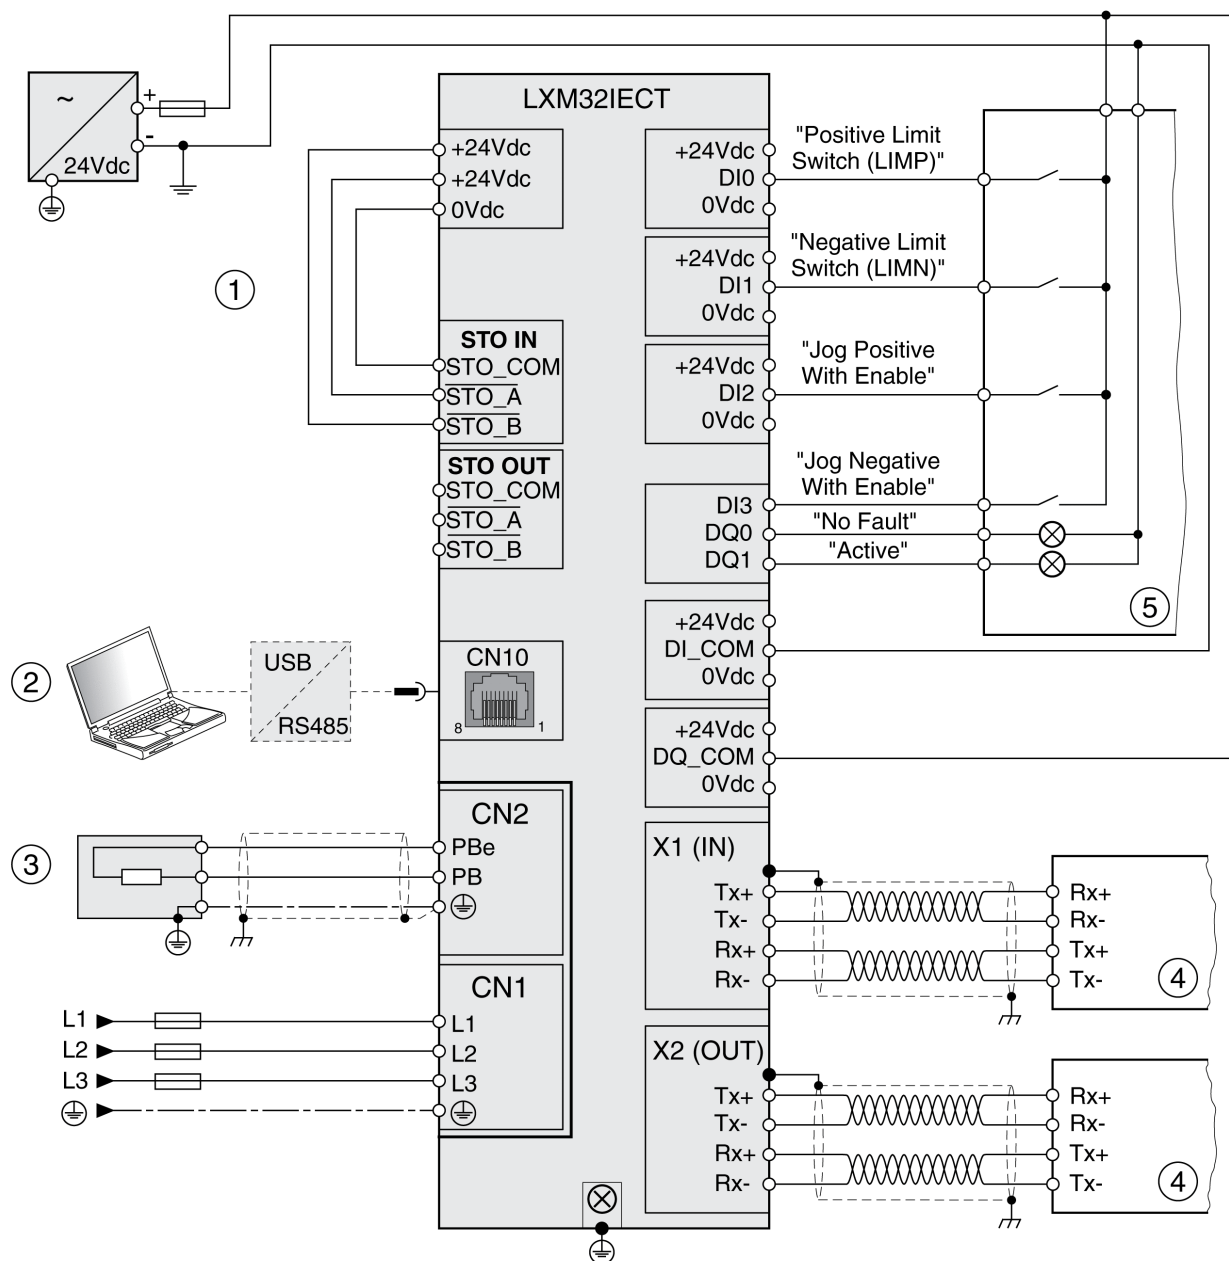 +
~
-
24Vdc
LXM32IECT
+24Vdc
+24Vdc
0Vdc
1
STO IN
STO_COM
STO_A
STO_B
STO OUT
STO_COM
STO_A
STO_B
+24Vdc
DI0
0Vdc
"Positive Limit
Switch (LIMP)"
+24Vdc
DI1
0Vdc
"Negative Limit
Switch (LIMN)"
+24Vdc
DI2
0Vdc
"Jog Positive
With Enable"
"Jog Negative
With Enable"
DI3
DQ0
DQ1
"No Fault"
"Active"
5
+24Vdc
DI_COM
0Vdc
+24Vdc
DQ_COM
0Vdc
2
USB
RS485
CN10
8
1
3
CN2
PBe
PB
CN1
L1
L2
L3
L1
L2
L3
X1 (IN)
Tx+
Tx-
Rx+
Rx-
Rx+
Rx-
Tx+
Tx-
4
X2 (OUT)
Tx+
Tx-
Rx+
Rx-
Rx+
Rx-
Tx+
Tx-
4